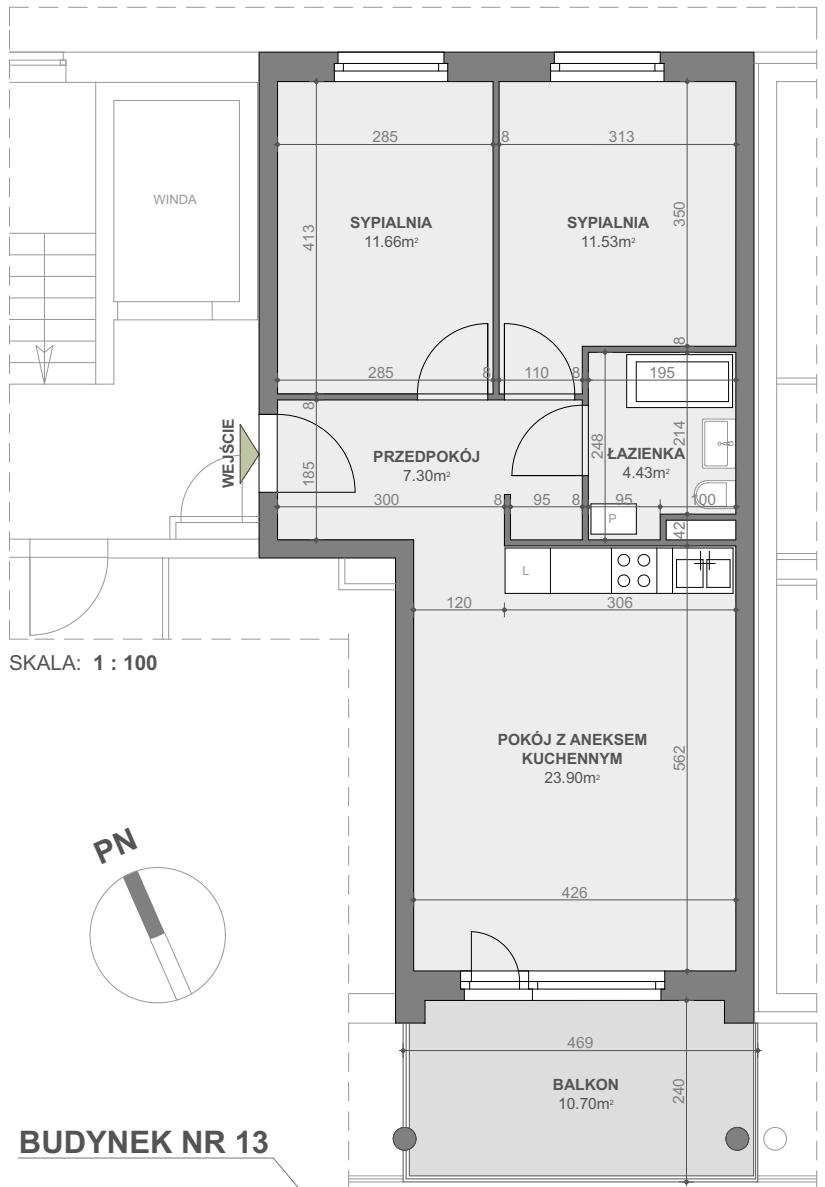 WINDA
285
8
313
413
350
SYPIALNIA
11.66m²
SYPIALNIA
11.53m²
285
8
110
8
195
8
8
WEJŚCIE
185
PRZEDPOKÓJ
7.30m²
248
214
ŁAZIENKA
4.43m²
300
8
95
8
95
100
P
42
L
120
306
SKALA: 1 : 100
POKÓJ Z ANEKSEM
KUCHENNYM
23.90m²
562
PN
426
469
BALKON
10.70m²
240
BUDYNEK NR 13